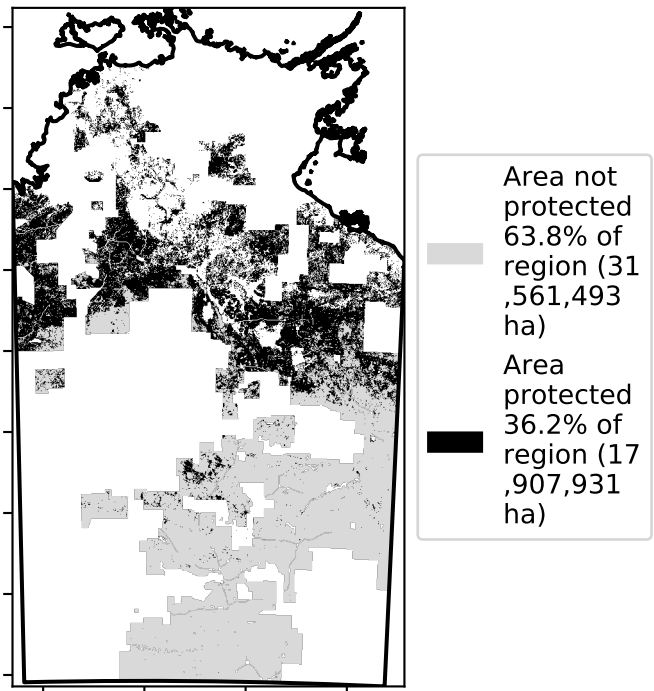 Area not
protected
63.8% of
region (31
,561,493
ha)
Area
protected
36.2% of
region (17
,907,931
ha)